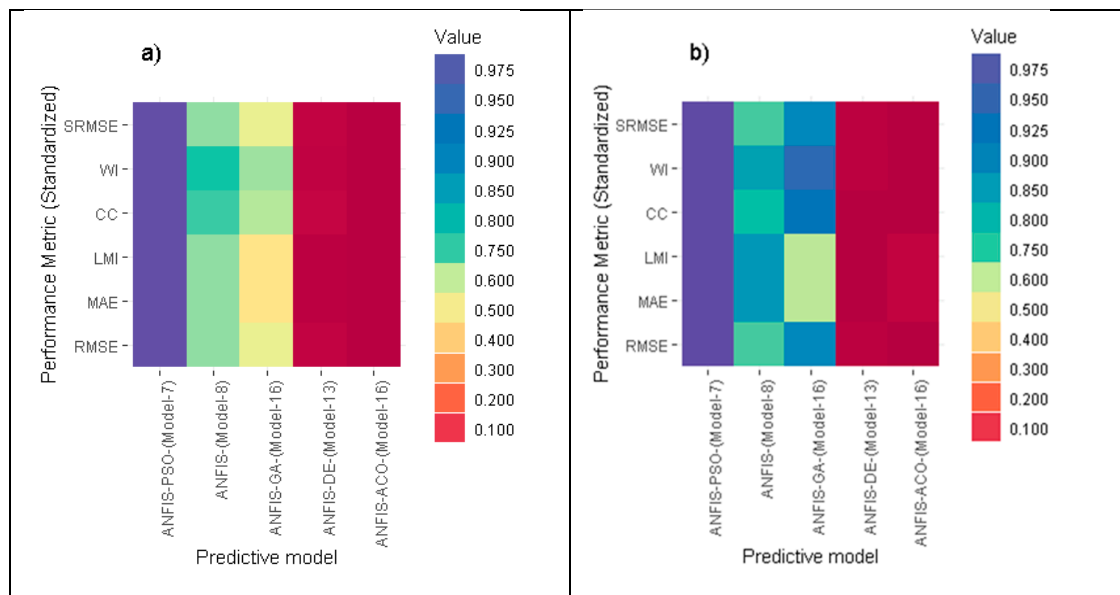 a)
Performance Metric (Standardized)
SRMSE
WI
CC
LMI
MAE
RMSE
ANFIS-PSO-(Model-7)
ANFIS-(Model-8)
ANFIS-GA-(Model-16)
ANFIS-DE-(Model-13)
ANFIS-ACO-(Model-16)
Predictive model
Value
0.975
0.950
0.925
0.900
0.850
0.800
0.750
0.600
0.500
0.400
0.300
0.200
0.100
b)
Performance Metric (Standardized)
SRMSE
WI
CC
LMI
MAE
RMSE
ANFIS-PSO-(Model-7)
ANFIS-(Model-8)
ANFIS-GA-(Model-16)
ANFIS-DE-(Model-13)
ANFIS-ACO-(Model-16)
Predictive model
Value
0.975
0.950
0.925
0.900
0.850
0.800
0.750
0.600
0.500
0.400
0.300
0.200
0.100